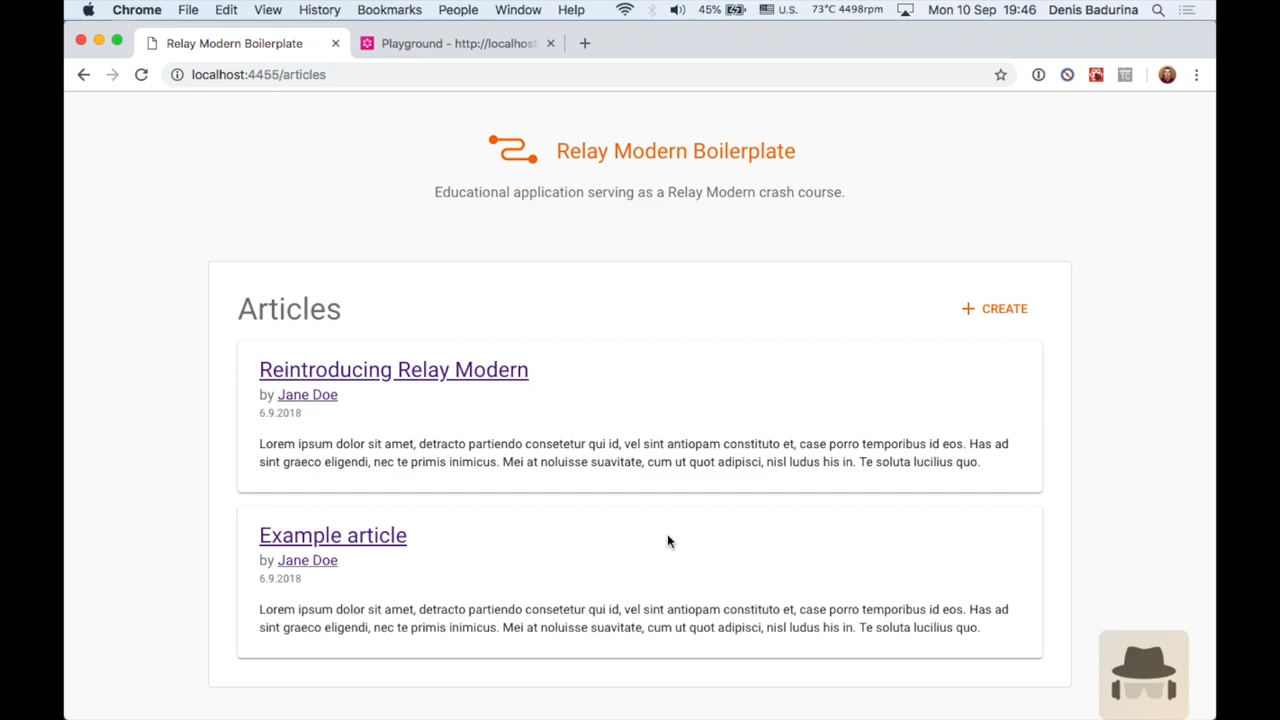 Chrome File Edit View History Bookmarks People Window Help 45% U.S. 73°C 4498rpm Mon 10 Sep 19:46 Denis Badurina
Relay Modern Boilerplate Playground - http://localhost
localhost:4455/articles TC
Relay Modern Boilerplate
Educational application serving as a Relay Modern crash course.
Articles + CREATE
Reintroducing Relay Modern
by Jane Doe
6.9.2018
Lorem ipsum dolor sit amet, detracto partiendo consetetur qui id, vel sint antiopam constituto et, case porro temporibus id eos. Has ad
sint graeco eligendi, nec te primis inimicus. Mei at noluisse suavitate, cum ut quot adipisci, nisl ludus his in. Te soluta lucilius quo.
Example article
by Jane Doe
6.9.2018
Lorem ipsum dolor sit amet, detracto partiendo consetetur qui id, vel sint antiopam constituto et, case porro temporibus id eos. Has ad
sint graeco eligendi, nec te primis inimicus. Mei at noluisse suavitate, cum ut quot adipisci, nisl ludus his in. Te soluta lucilius quo.